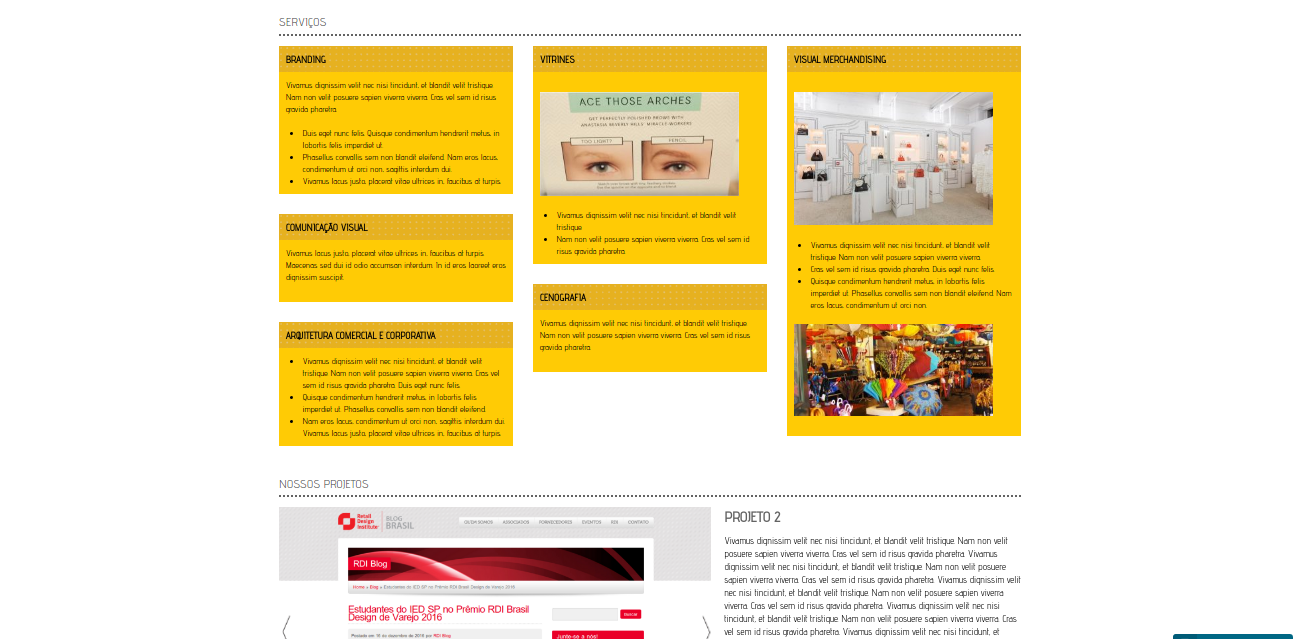 SERVIÇOS
BRANDING
Vivamus dignissim velit nec nisi tincidunt, et blandit velit tristique.
Nam non velit posuere sapien viverra viverra. Cras vel sem id risus
gravida pharetra.
Duis eget nunc felis. Quisque condimentum hendrerit metus, in
lobortis felis imperdiet ut.
Phasellus convallis sem non blandit eleifend. Nam eros lacus,
condimentum ut orci non, sagittis interdum dui.
Vivamus lacus justo, placerat vitae ultrices in, faucibus at turpis.
COMUNICAÇÃO VISUAL
Vivamus lacus justo, placerat vitae ultrices in, faucibus at turpis.
Maecenas sed dui id odio accumsan interdum. In id eros laoreet eros
dignissim suscipit.
ARQUITETURA COMERCIAL E CORPORATIVA
Vivamus dignissim velit nec nisi tincidunt, et blandit velit
tristique. Nam non velit posuere sapien viverra viverra. Cras vel
sem id risus gravida pharetra. Duis eget nunc felis.
Quisque condimentum hendrerit metus, in lobortis felis
imperdiet ut. Phasellus convallis sem non blandit eleifend.
Nam eros lacus, condimentum ut orci non, sagittis interdum dui.
Vivamus lacus justo, placerat vitae ultrices in, faucibus at turpis.
VITRINES
ACE THOSE ARCHES
GET PERFECTLY POLISHED BROWS WITH
ANASTASIA BEVERLY HILLS' MIRACLE-WORKERS
TOO LIGHT?
PENCIL
Vivamus dignissim velit nec nisi tincidunt, et blandit velit
tristique.
Nam non velit posuere sapien viverra viverra. Cras vel sem id
risus gravida pharetra.
CENOGRAFIA
Vivamus dignissim velit nec nisi tincidunt, et blandit velit tristique.
Nam non velit posuere sapien viverra viverra. Cras vel sem id risus
gravida pharetra.
VISUAL MERCHANDISING
Vivamus dignissim velit nec nisi tincidunt, et blandit velit
tristique. Nam non velit posuere sapien viverra viverra.
Cras vel sem id risus gravida pharetra. Duis eget nunc felis.
Quisque condimentum hendrerit metus, in lobortis felis
imperdiet ut. Phasellus convallis sem non blandit eleifend. Nam
eros lacus, condimentum ut orci non.
NOSSOS PROJETOS
Retail
Design
Institute
BLOG
BRASIL
QUEM SOMOS ASSOCIADOS FORNECEDORES EVENTOS RDI CONTATO
RDI Blog
Home » Blog » Estudantes do IED SP no Prêmio RDI Brasil Design de Varejo 2016
Estudantes do IED SP no Prêmio RDI Brasil
Design de Varejo 2016
Buscar
Postado em 15 de dezembro de 2016 por RDI Blog
Junte-se a nós!
PROJETO 2
Vivamus dignissim velit nec nisi tincidunt, et blandit velit tristique. Nam non velit
posuere sapien viverra viverra. Cras vel sem id risus gravida pharetra. Vivamus
dignissim velit nec nisi tincidunt, et blandit velit tristique. Nam non velit posuere
sapien viverra viverra. Cras vel sem id risus gravida pharetra. Vivamus dignissim velit
nec nisi tincidunt, et blandit velit tristique. Nam non velit posuere sapien viverra
viverra. Cras vel sem id risus gravida pharetra. Vivamus dignissim velit nec nisi
tincidunt, et blandit velit tristique. Nam non velit posuere sapien viverra viverra. Cras
vel sem id risus gravida pharetra. Vivamus dignissim velit nec nisi tincidunt, et